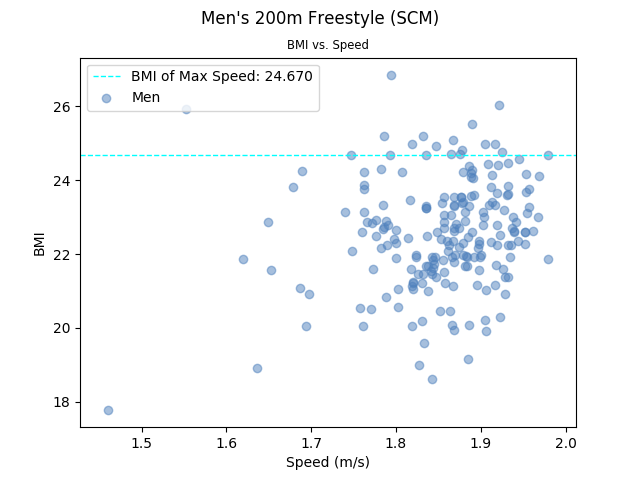 Men's 200m Freestyle (SCM)
BMI vs. Speed
BMI of Max Speed: 24.670
Men
26
24
22
20
18
BMI
1.5
1.6
1.7
1.8
1.9
2.0
Speed (m/s)